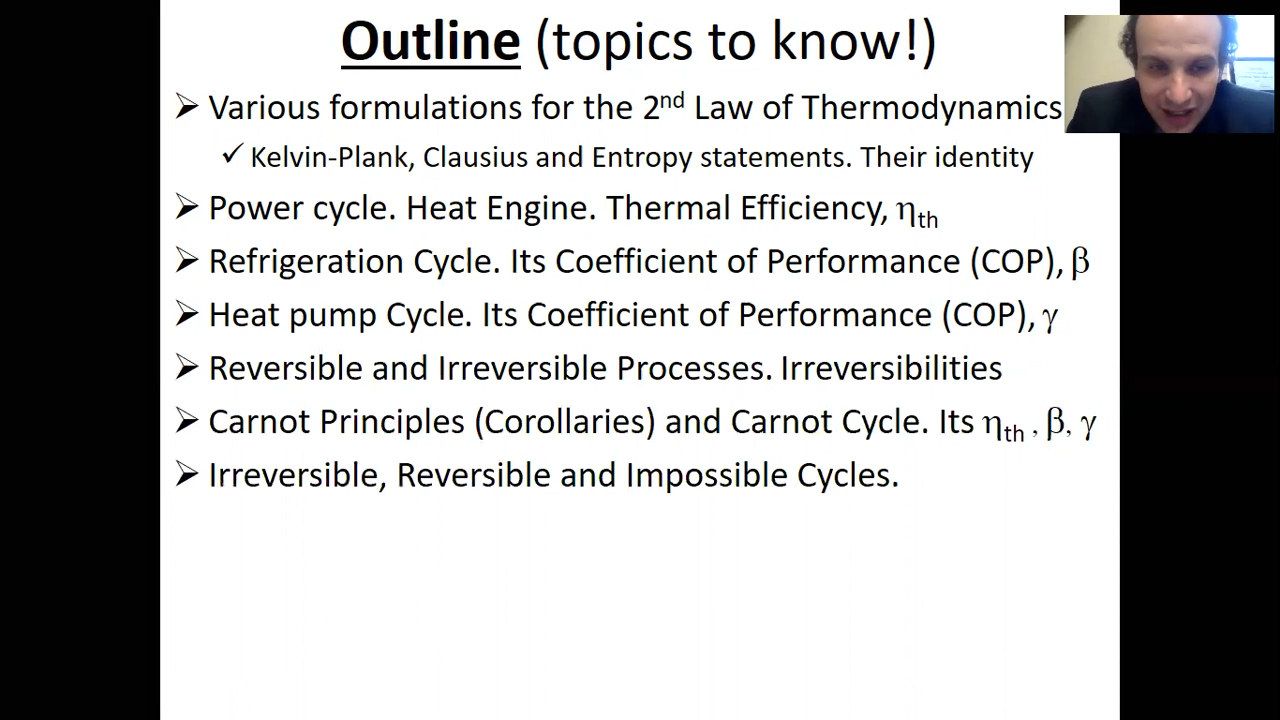 Outline (topics to know!)
➢ Various formulations for the 2nd Law of Thermodynamics
✓ Kelvin-Plank, Clausius and Entropy statements. Their identity
➢ Power cycle. Heat Engine. Thermal Efficiency, ηth
➢ Refrigeration Cycle. Its Coefficient of Performance (COP), β
➢ Heat pump Cycle. Its Coefficient of Performance (COP), γ
➢ Reversible and Irreversible Processes. Irreversibilities
➢ Carnot Principles (Corollaries) and Carnot Cycle. Its ηth , β, γ
➢ Irreversible, Reversible and Impossible Cycles.